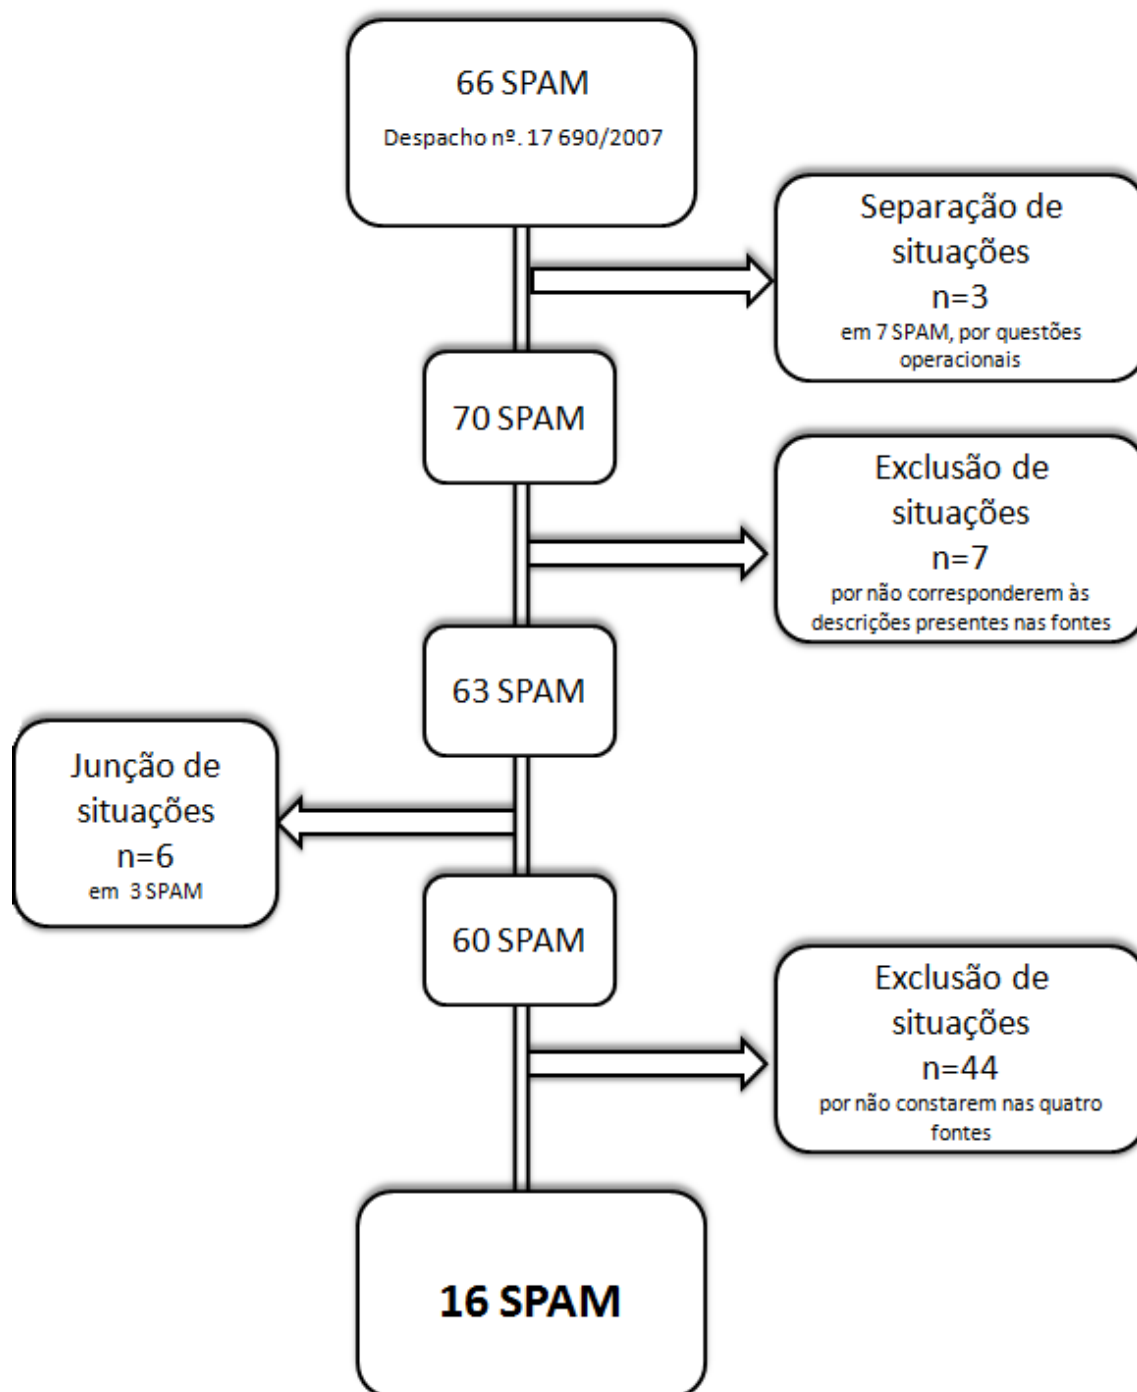 66 SPAM
Despacho nº. 17 690/2007
Separação de
situações
n=3
em 7 SPAM, por questões
operacionais
70 SPAM
Exclusão de
situações
n=7
por não corresponderem às
descrições presentes nas fontes
63 SPAM
Junção de
situações
n=6
em 3 SPAM
60 SPAM
Exclusão de
situações
n=44
por não constarem nas quatro
fontes
16 SPAM